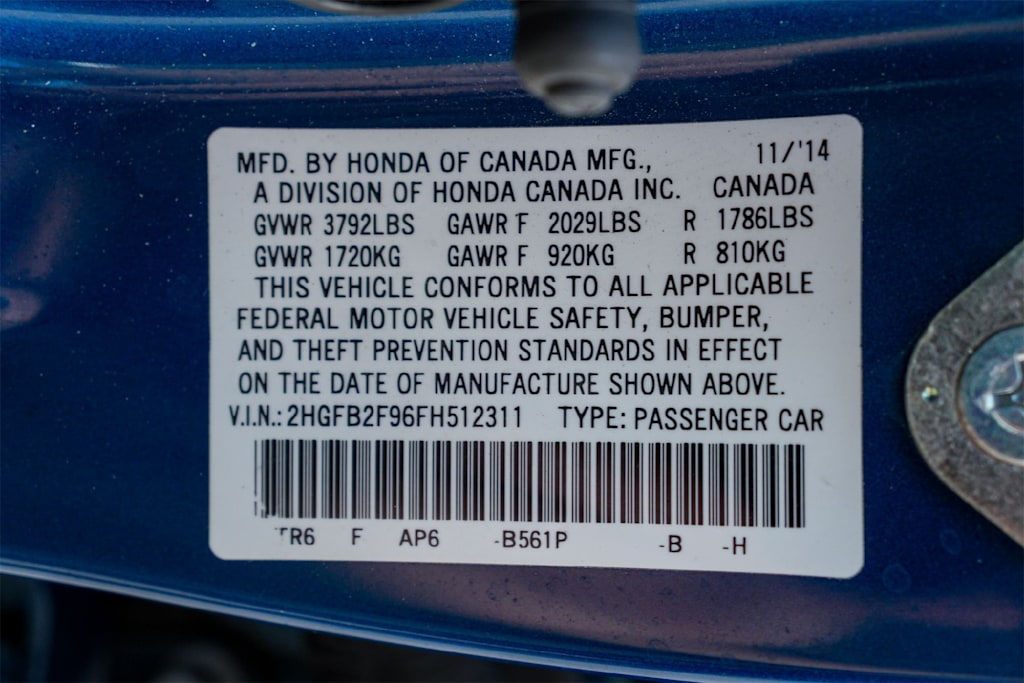 MFD. BY HONDA OF CANADA MFG., 11/'14
A DIVISION OF HONDA CANADA INC. CANADA
GVWR 3792LBS GAWR F 2029LBS R 1786LBS
GVWR 1720KG GAWR F 920KG R 810KG
THIS VEHICLE CONFORMS TO ALL APPLICABLE
FEDERAL MOTOR VEHICLE SAFETY, BUMPER,
AND THEFT PREVENTION STANDARDS IN EFFECT
ON THE DATE OF MANUFACTURE SHOWN ABOVE.
V.I.N.: 2HGFB2F96FH512311 TYPE: PASSENGER CAR
TR6 F AP6 -B561P -B -H